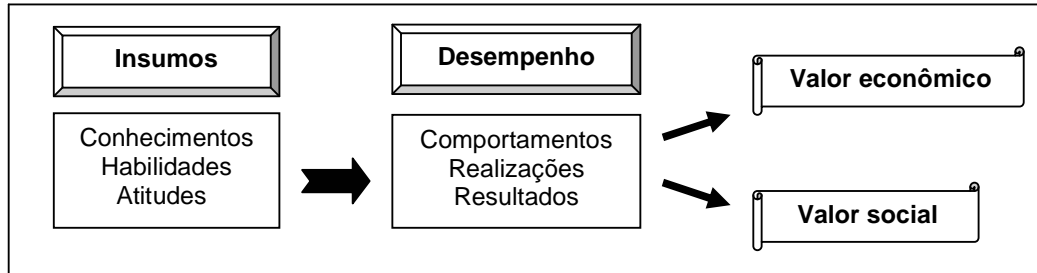 Insumos
Conhecimentos
Habilidades
Atitudes
Desempenho
Comportamentos
Realizações
Resultados
Valor econômico
Valor social